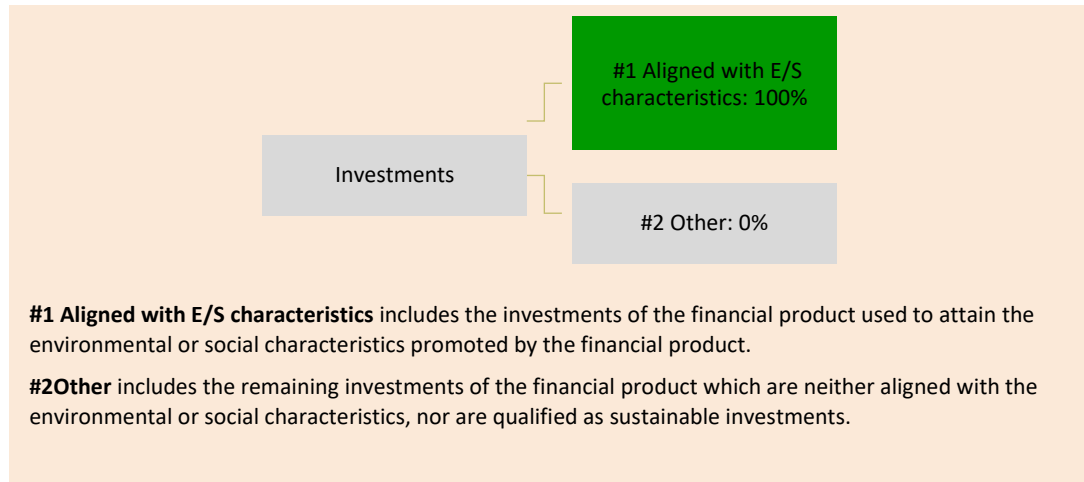 #1 Aligned with E/S
characteristics: 100%
Investments
#2 Other: 0%
#1 Aligned with E/S characteristics includes the investments of the financial product used to attain the
environmental or social characteristics promoted by the financial product.
#2Other includes the remaining investments of the financial product which are neither aligned with the
environmental or social characteristics, nor are qualified as sustainable investments.